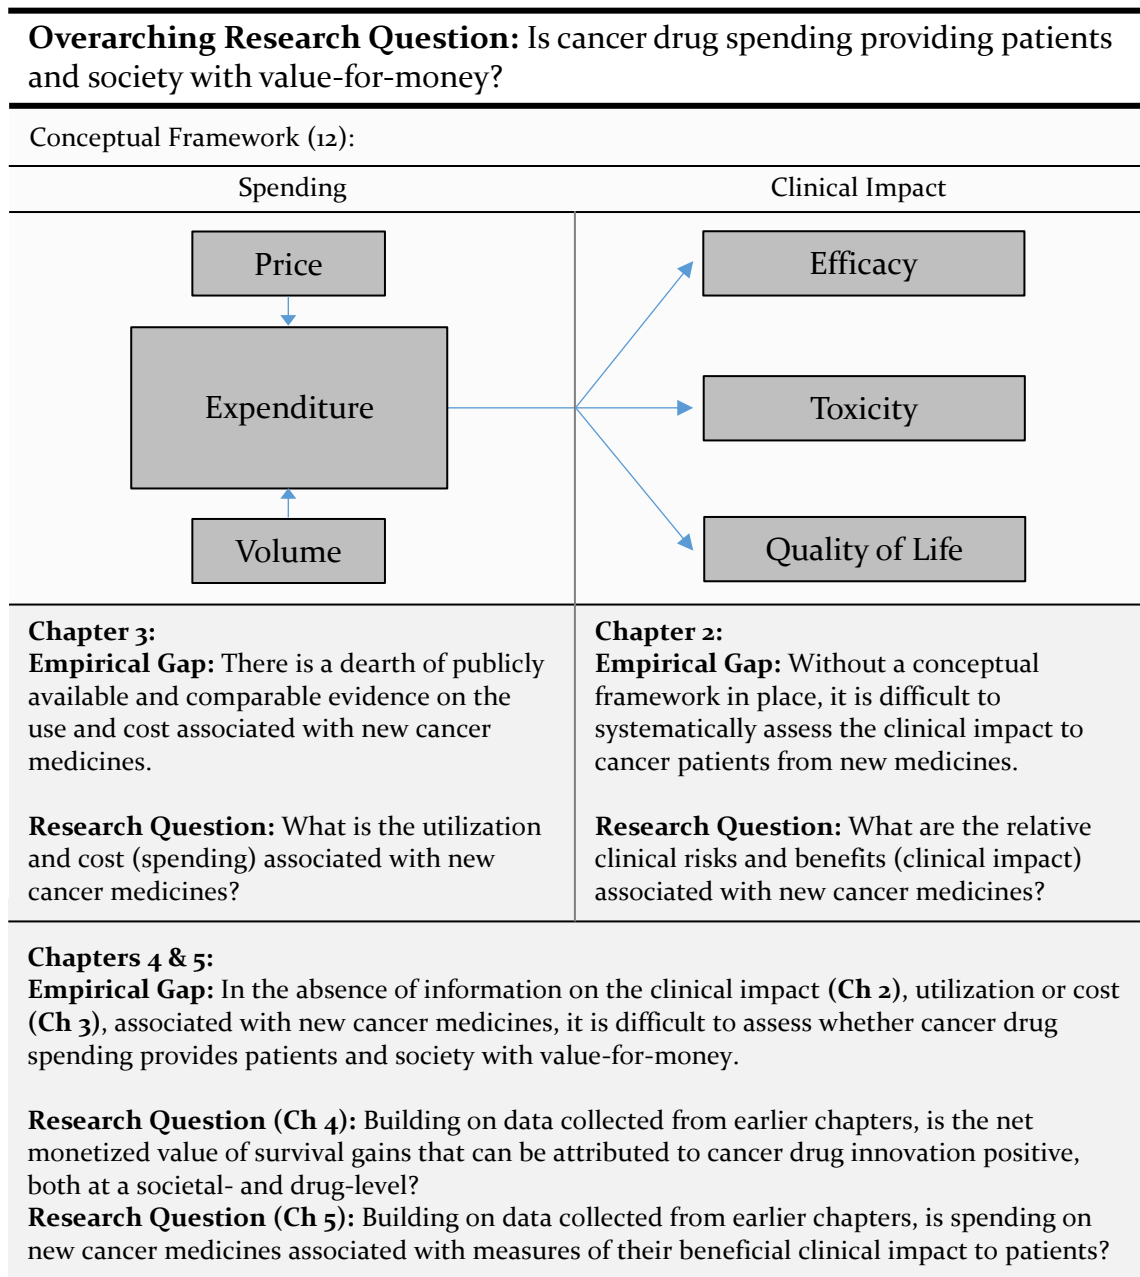 Overarching Research Question: Is cancer drug spending providing patients
and society with value-for-money?
Conceptual Framework (12):
Spending
Clinical Impact
Price
Expenditure
Volume
Efficacy
Toxicity
Quality of Life
Chapter 3:
Empirical Gap: There is a dearth of publicly
available and comparable evidence on the
use and cost associated with new cancer
medicines.
Research Question: What is the utilization
and cost (spending) associated with new
cancer medicines?
Chapter 2:
Empirical Gap: Without a conceptual
framework in place, it is difficult to
systematically assess the clinical impact to
cancer patients from new medicines.
Research Question: What are the relative
clinical risks and benefits (clinical impact)
associated with new cancer medicines?
Chapters 4 & 5:
Empirical Gap: In the absence of information on the clinical impact (Ch 2), utilization or cost
(Ch 3), associated with new cancer medicines, it is difficult to assess whether cancer drug
spending provides patients and society with value-for-money.
Research Question (Ch 4): Building on data collected from earlier chapters, is the net
monetized value of survival gains that can be attributed to cancer drug innovation positive,
both at a societal- and drug-level?
Research Question (Ch 5): Building on data collected from earlier chapters, is spending on
new cancer medicines associated with measures of their beneficial clinical impact to patients?